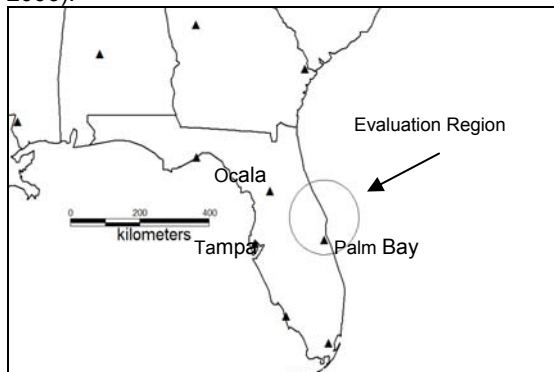 2006).
Evaluation Region
Ocala
0 200 400
kilometers
Tampa
Palm Bay